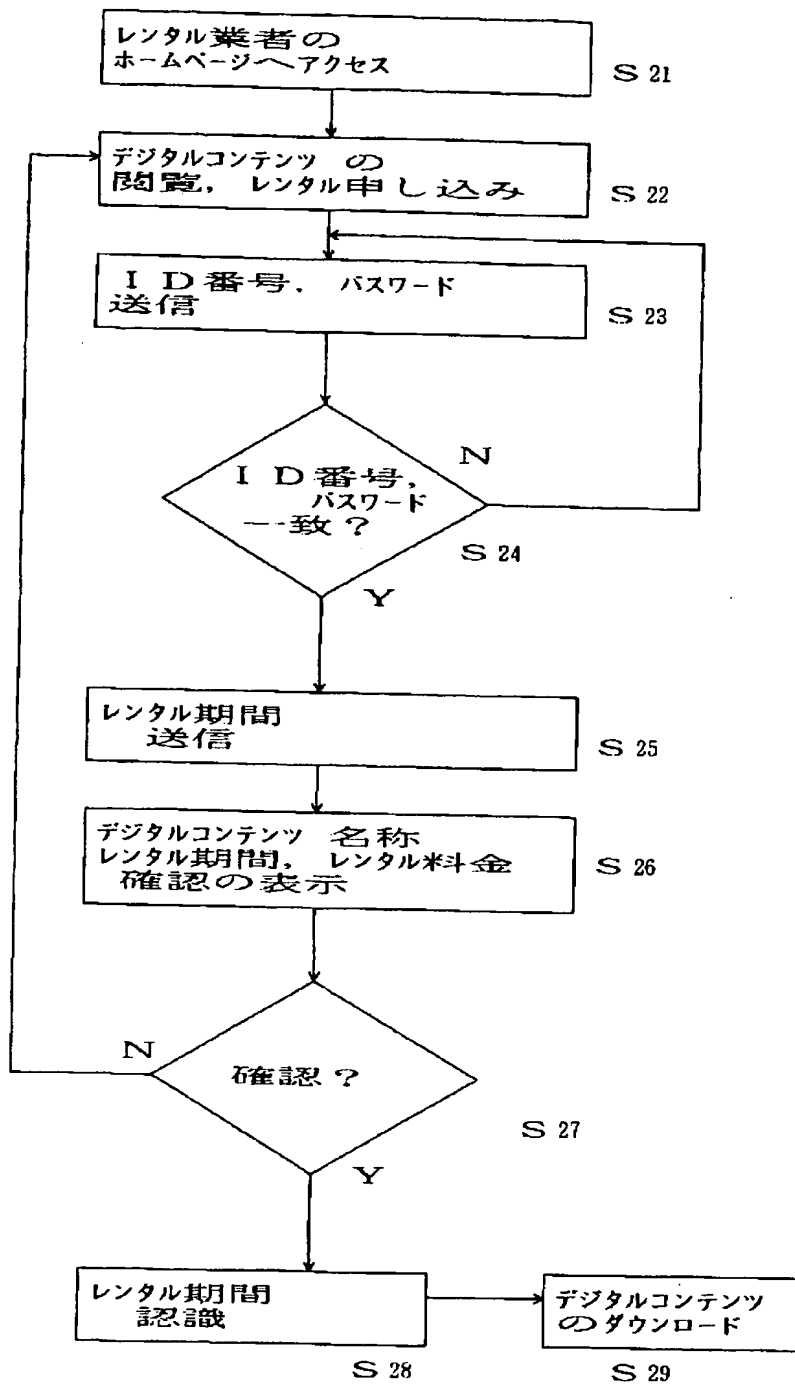 レンタル業者の
ホームページへアクセス
S 21
デジタルコンテンツ の
閲覧, レンタル申し込み
S 22
ID番号, パスワード
送信
S 23
ID番号,
パスワード
一致?
N
S 24
Y
レンタル期間
送信
S 25
デジタルコンテンツ 名称
レンタル期間, レンタル料金
確認の表示
S 26
N
確認?
S 27
Y
レンタル期間
認識
S 28
デジタルコンテンツ
のダウンロード
S 29